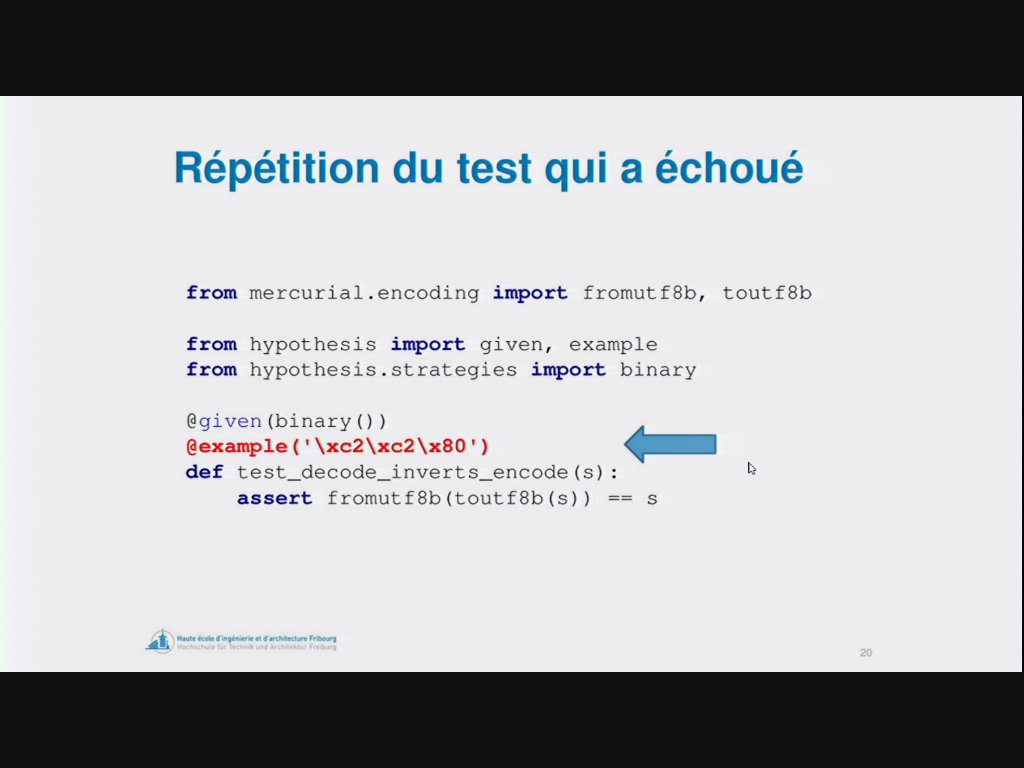 Répétition du test qui a échoué
from mercurial.encoding import fromutf8b, toutf8b
from hypothesis import given, example
from hypothesis.strategies import binary
@given(binary())
@example('\xc2\xc2\x80')
def test_decode_inverts_encode(s):
    assert fromutf8b(toutf8b(s)) == s
Haute école d'ingénierie et d'architecture Fribourg
Hochschule für Technik und Architektur Freiburg
20